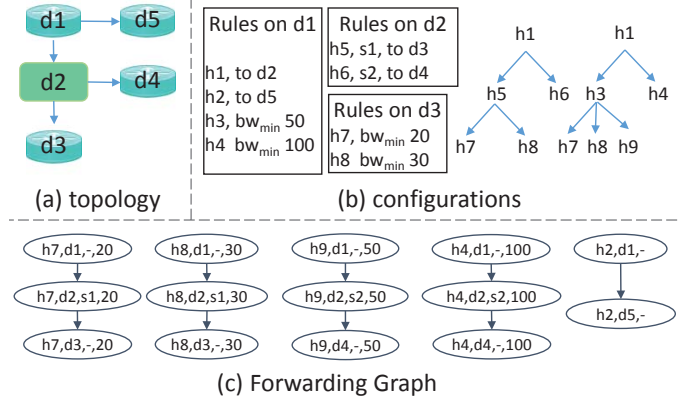 d1
d5
d2
d4
d3
(a) topology
Rules on d1
h1, to d2
h2, to d5
h3, bwmin 50
h4 bwmin 100
Rules on d2
h5, s1, to d3
h6, s2, to d4
Rules on d3
h7, bwmin 20
h8 bwmin 30
h1
h5
h6
h7
h8
h1
h3
h4
h7
h8
h9
(b) configurations
h7,d1,-,20
h8,d1,-,30
h9,d1,-,50
h4,d1,-,100
h2,d1,-
h7,d2,s1,20
h8,d2,s1,30
h9,d2,s2,50
h4,d2,s2,100
h2,d5,-
h7,d3,-,20
h8,d3,-,30
h9,d4,-,50
h4,d4,-,100
(c) Forwarding Graph